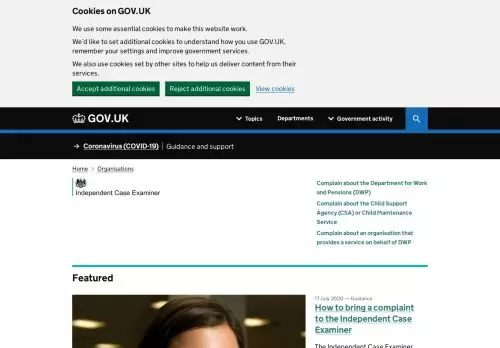 Cookies on GOV.UK
We use some essential cookies to make this website work.
We'd like to set additional cookies to understand how you use GOV.UK,
remember your settings and improve government services.
We also use cookies set by other sites to help us deliver content from their
services.
Accept additional cookies Reject additional cookies View cookies
GOV.UK Topics Departments Government activity
→ Coronavirus (COVID-19) Guidance and support
Home > Organisations
Independent Case Examiner
Complain about the Department for Work
and Pensions (DWP)
Complain about the Child Support
Agency (CSA) or Child Maintenance
Service
Complain about an organisation that
provides a service on behalf of DWP
Featured
July 2020 — Guidance
How to bring a complaint
to the Independent Case
Examiner
The Independent Case Examiner